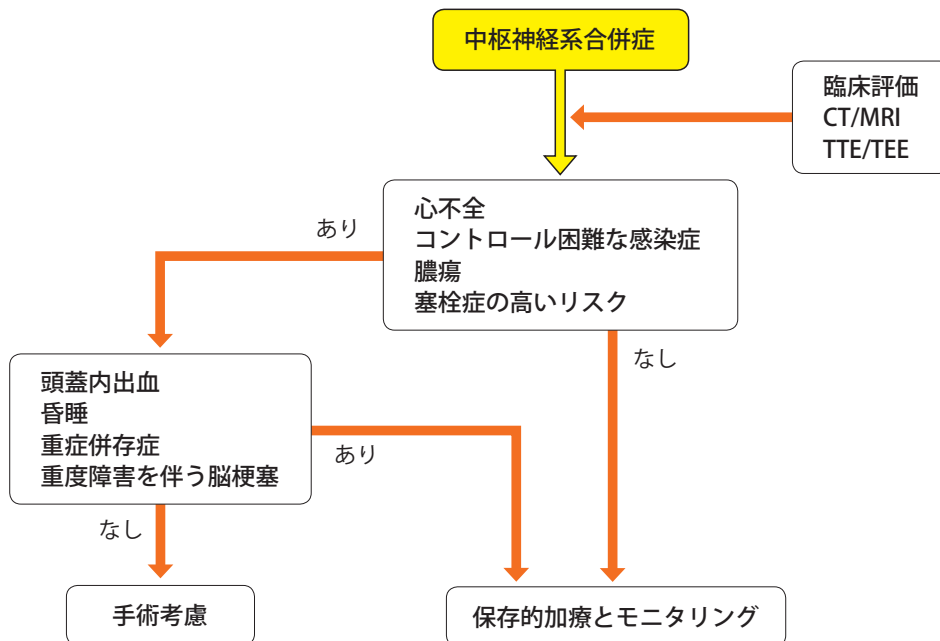 中枢神経系合併症
臨床評価
CT/MRI
TTE/TEE
心不全
コントロール困難な感染症
膿瘍
塞栓症の高いリスク
あり
なし
頭蓋内出血
昏睡
重症併存症
重度障害を伴う脳梗塞
あり
なし
手術考慮
保存的加療とモニタリング